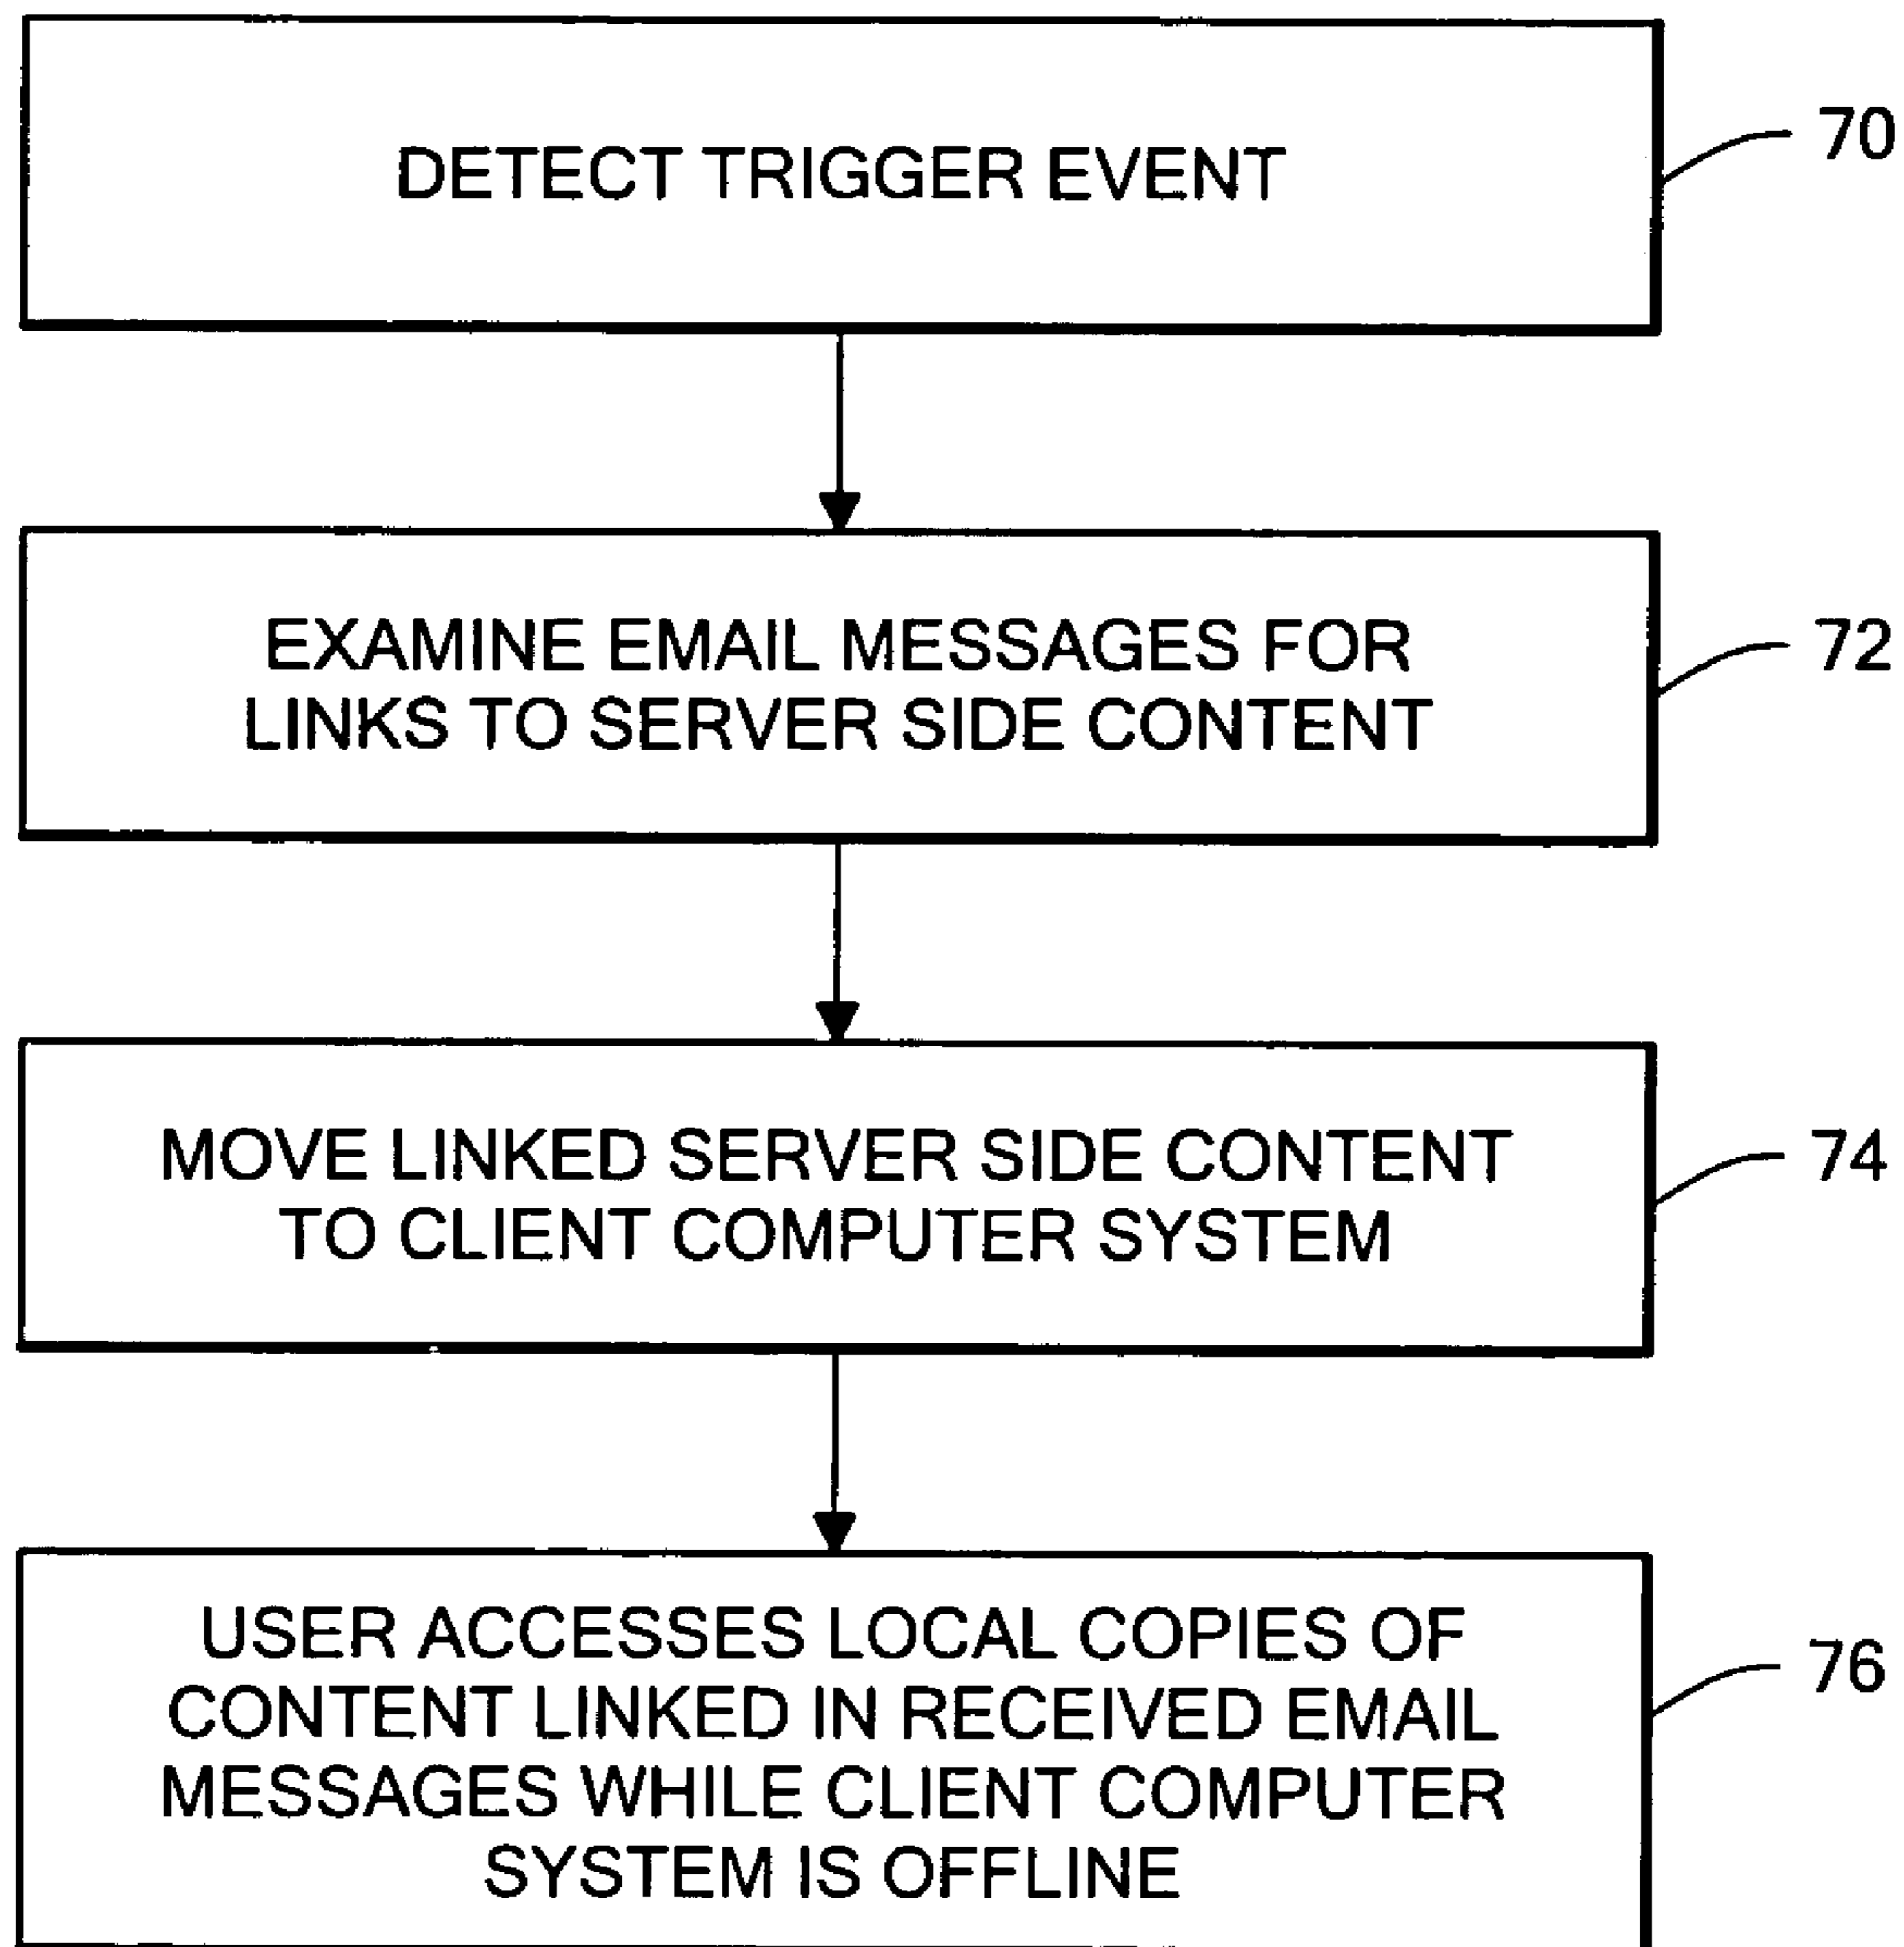 DETECT TRIGGER EVENT
70
EXAMINE EMAIL MESSAGES FOR
LINKS TO SERVER SIDE CONTENT
72
MOVE LINKED SERVER SIDE CONTENT
TO CLIENT COMPUTER SYSTEM
74
USER ACCESSES LOCAL COPIES OF
CONTENT LINKED IN RECEIVED EMAIL
MESSAGES WHILE CLIENT COMPUTER
SYSTEM IS OFFLINE
76